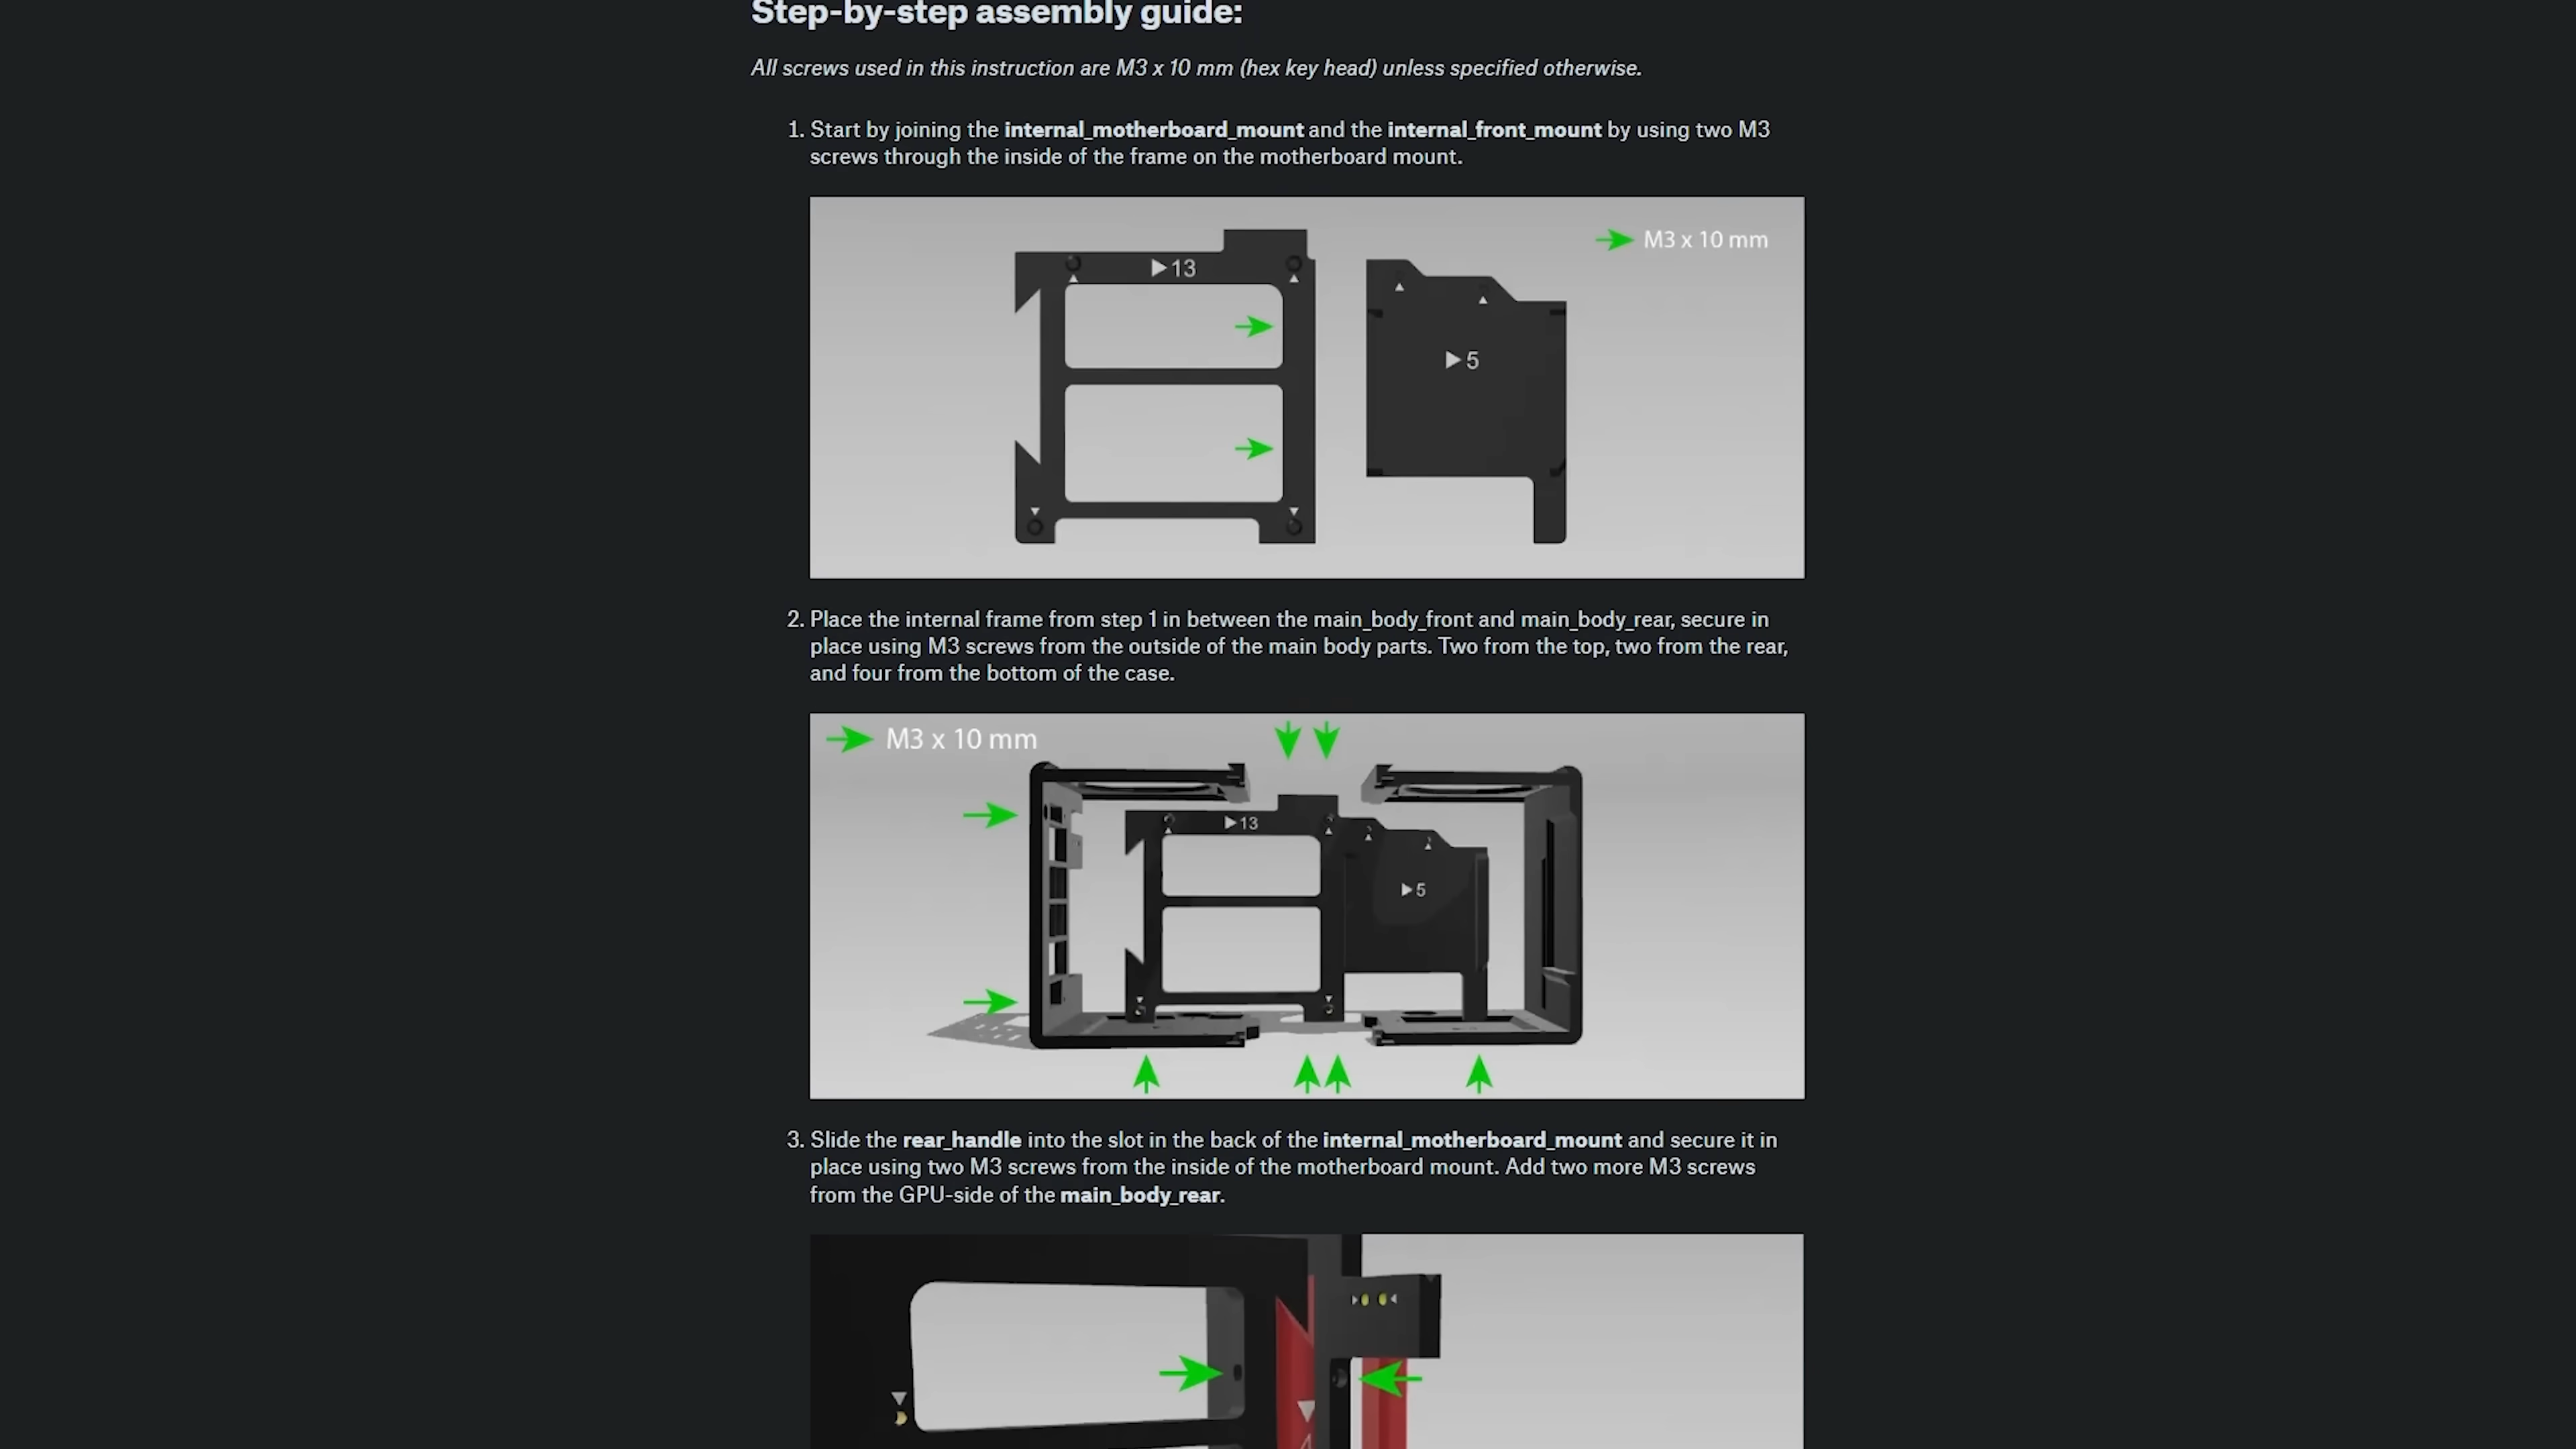 Step-by-step assembly guide:
All screws used in this instruction are M3 x 10 mm (hex key head) unless specified otherwise.
1. Start by joining the internal_motherboard_mount and the internal_front_mount by using two M3
screws through the inside of the frame on the motherboard mount.
M3 x 10 mm
13
5
2. Place the internal frame from step 1 in between the main_body_front and main_body_rear, secure in
place using M3 screws from the outside of the main body parts. Two from the top, two from the rear,
and four from the bottom of the case.
M3 x 10 mm
13
5
3. Slide the rear_handle into the slot in the back of the internal_motherboard_mount and secure it in
place using two M3 screws from the inside of the motherboard mount. Add two more M3 screws
from the GPU-side of the main_body_rear.